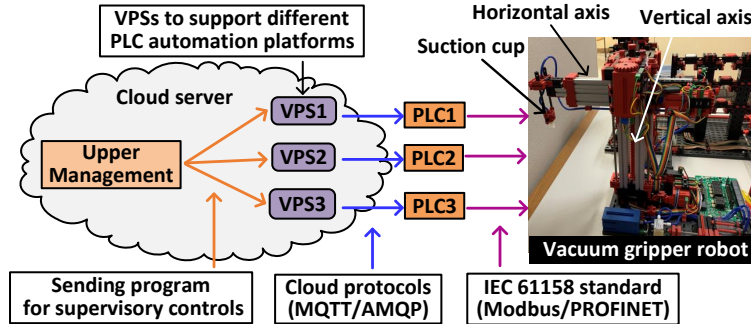 VPSs to support different
PLC automation platforms
Horizontal axis
Vertical axis
Suction cup
Cloud server
VPS1
PLC1
Upper
Management
VPS2
PLC2
VPS3
PLC3
Vacuum gripper robot
Sending program
for supervisory controls
Cloud protocols
(MQTT/AMQP)
IEC 61158 standard
(Modbus/PROFINET)